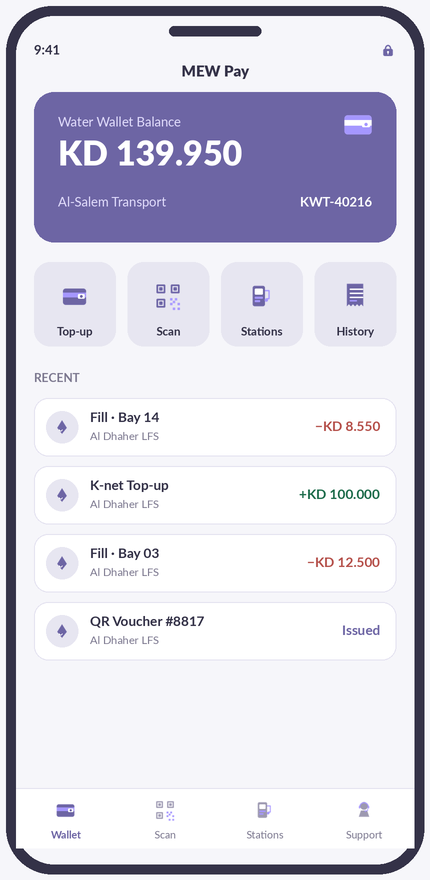 9:41
MEW Pay
Water Wallet Balance
KD 139.950
Al-Salem Transport KWT-40216
Top-up Scan Stations History
RECENT
Fill · Bay 14
Al Dhaher LFS
−KD 8.550
K-net Top-up
Al Dhaher LFS
+KD 100.000
Fill · Bay 03
Al Dhaher LFS
−KD 12.500
QR Voucher #8817
Al Dhaher LFS
Issued
Wallet Scan Stations Support